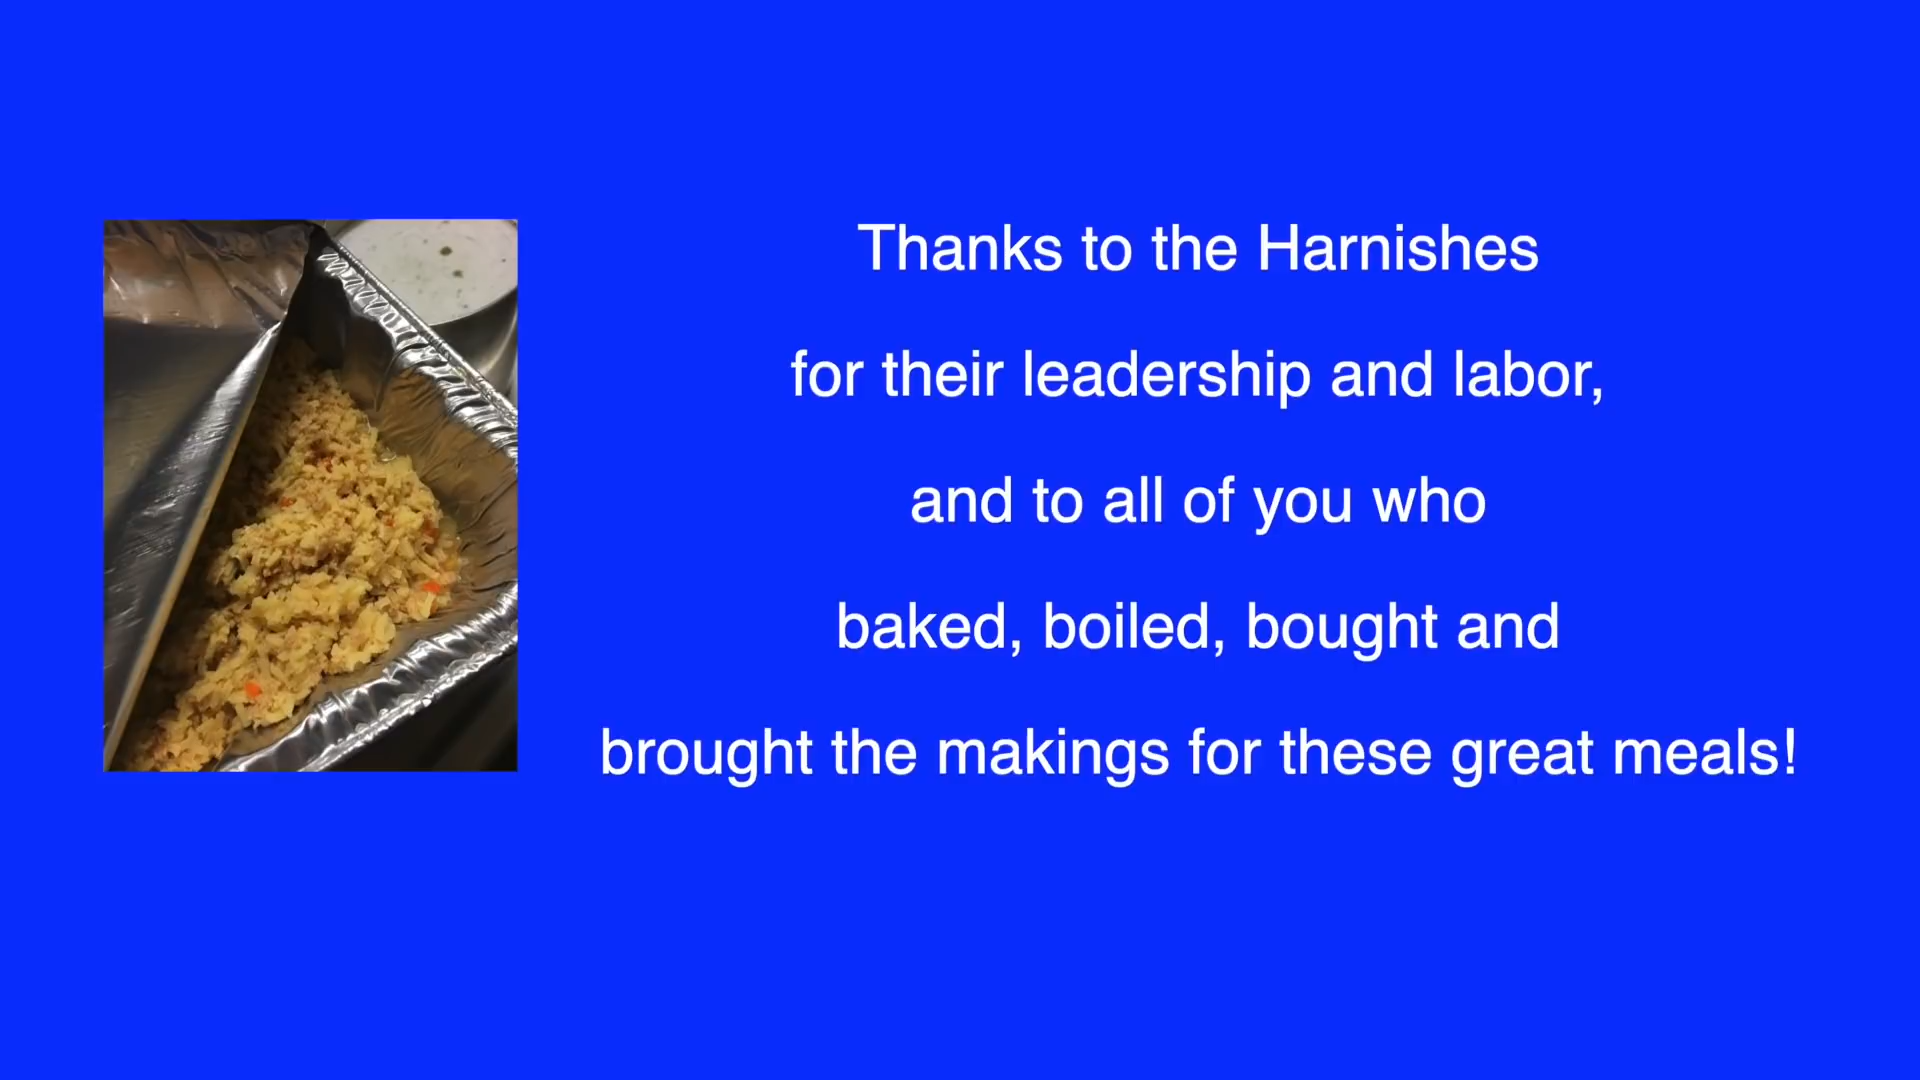 Thanks to the Harnishes
for their leadership and labor,
and to all of you who
baked, boiled, bought and
brought the makings for these great meals!